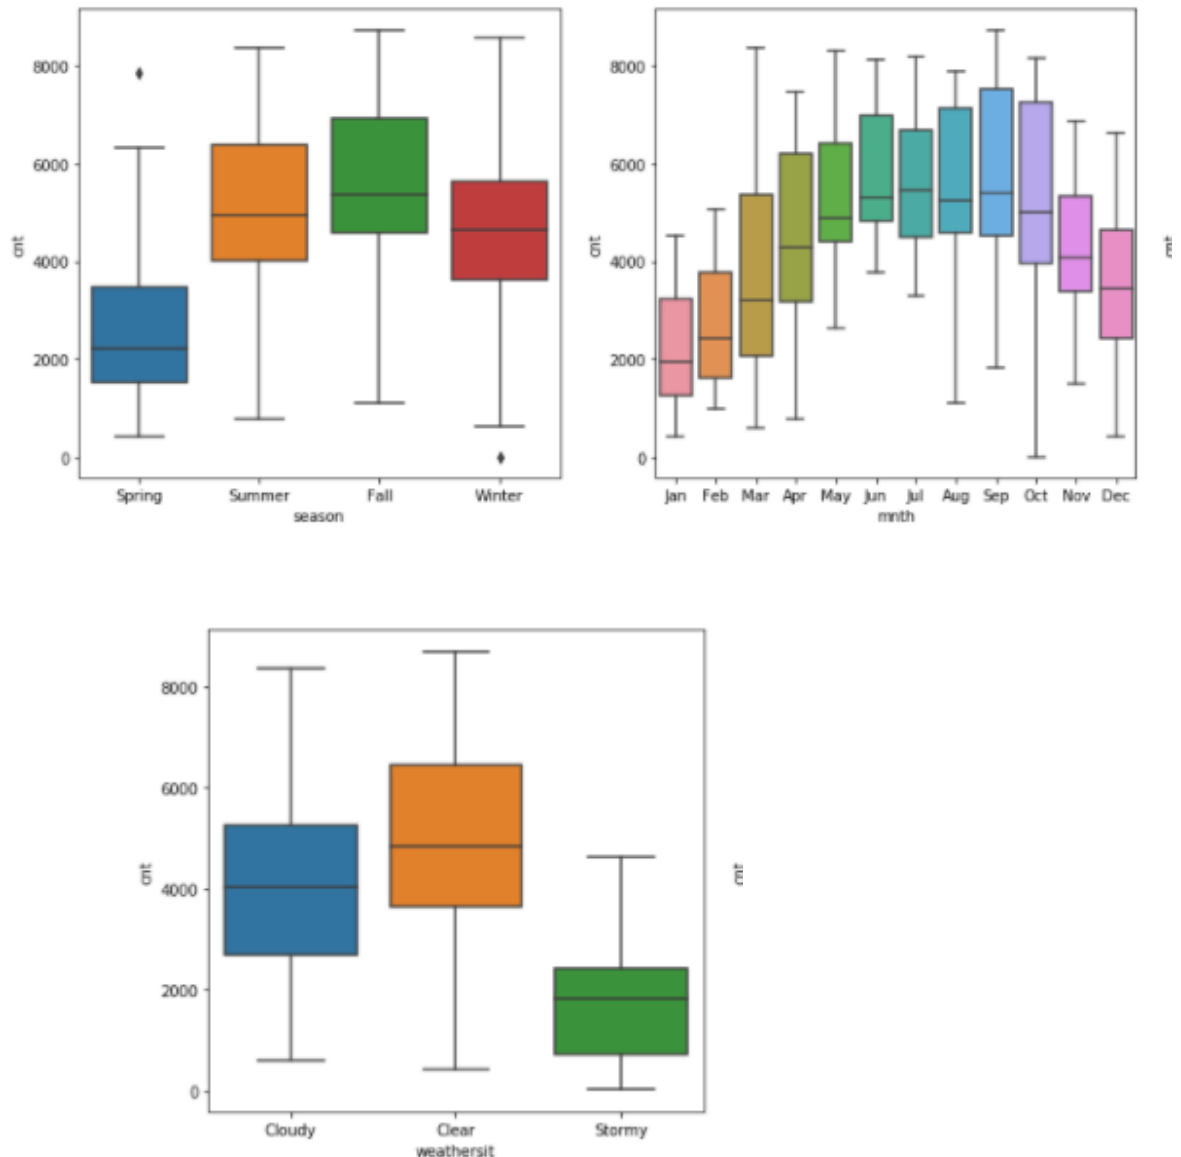 8000
6000
4000
2000
0
cnt
Spring Summer Fall Winter
season
8000
6000
4000
2000
0
cnt
Jan Feb Mar Apr May Jun Jul Aug Sep Oct Nov Dec
mnth
cnt
8000
6000
4000
2000
0
cnt
Cloudy Clear Stormy
weathersit
cnt